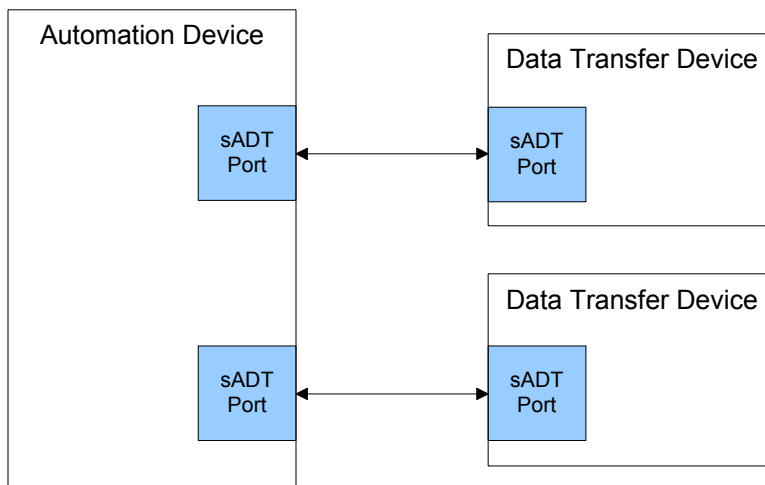 Automation Device
Data Transfer Device
sADT
Port
sADT
Port
Data Transfer Device
sADT
Port
sADT
Port